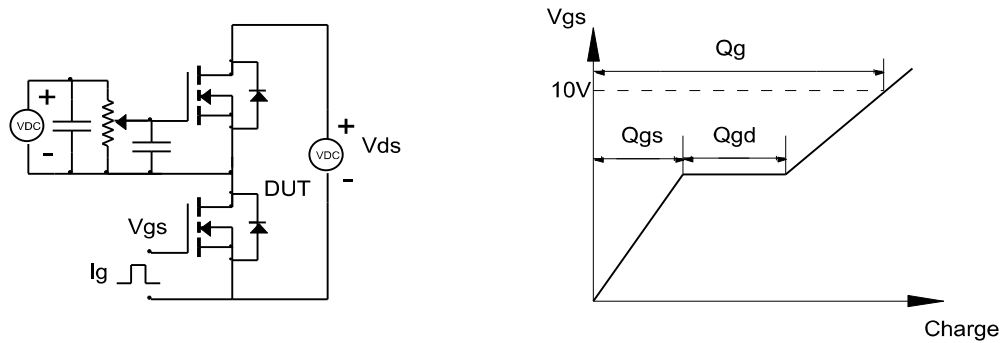 +
VDC
-
+
VDC
Vds
-
DUT
Vgs
Ig
Vgs
Qg
10V
Qgs
Qgd
Charge